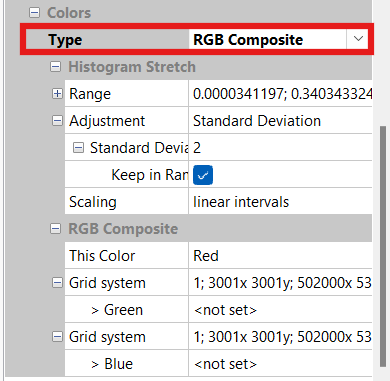 Colors
Type RGB Composite
Histogram Stretch
Range 0.0000341197; 0.340343324
Adjustment Standard Deviation
Standard Devia 2
Keep in Ran
Scaling linear intervals
RGB Composite
This Color Red
Grid system 1; 3001x 3001y; 502000x 53
> Green <not set>
Grid system 1; 3001x 3001y; 502000x 53
> Blue <not set>